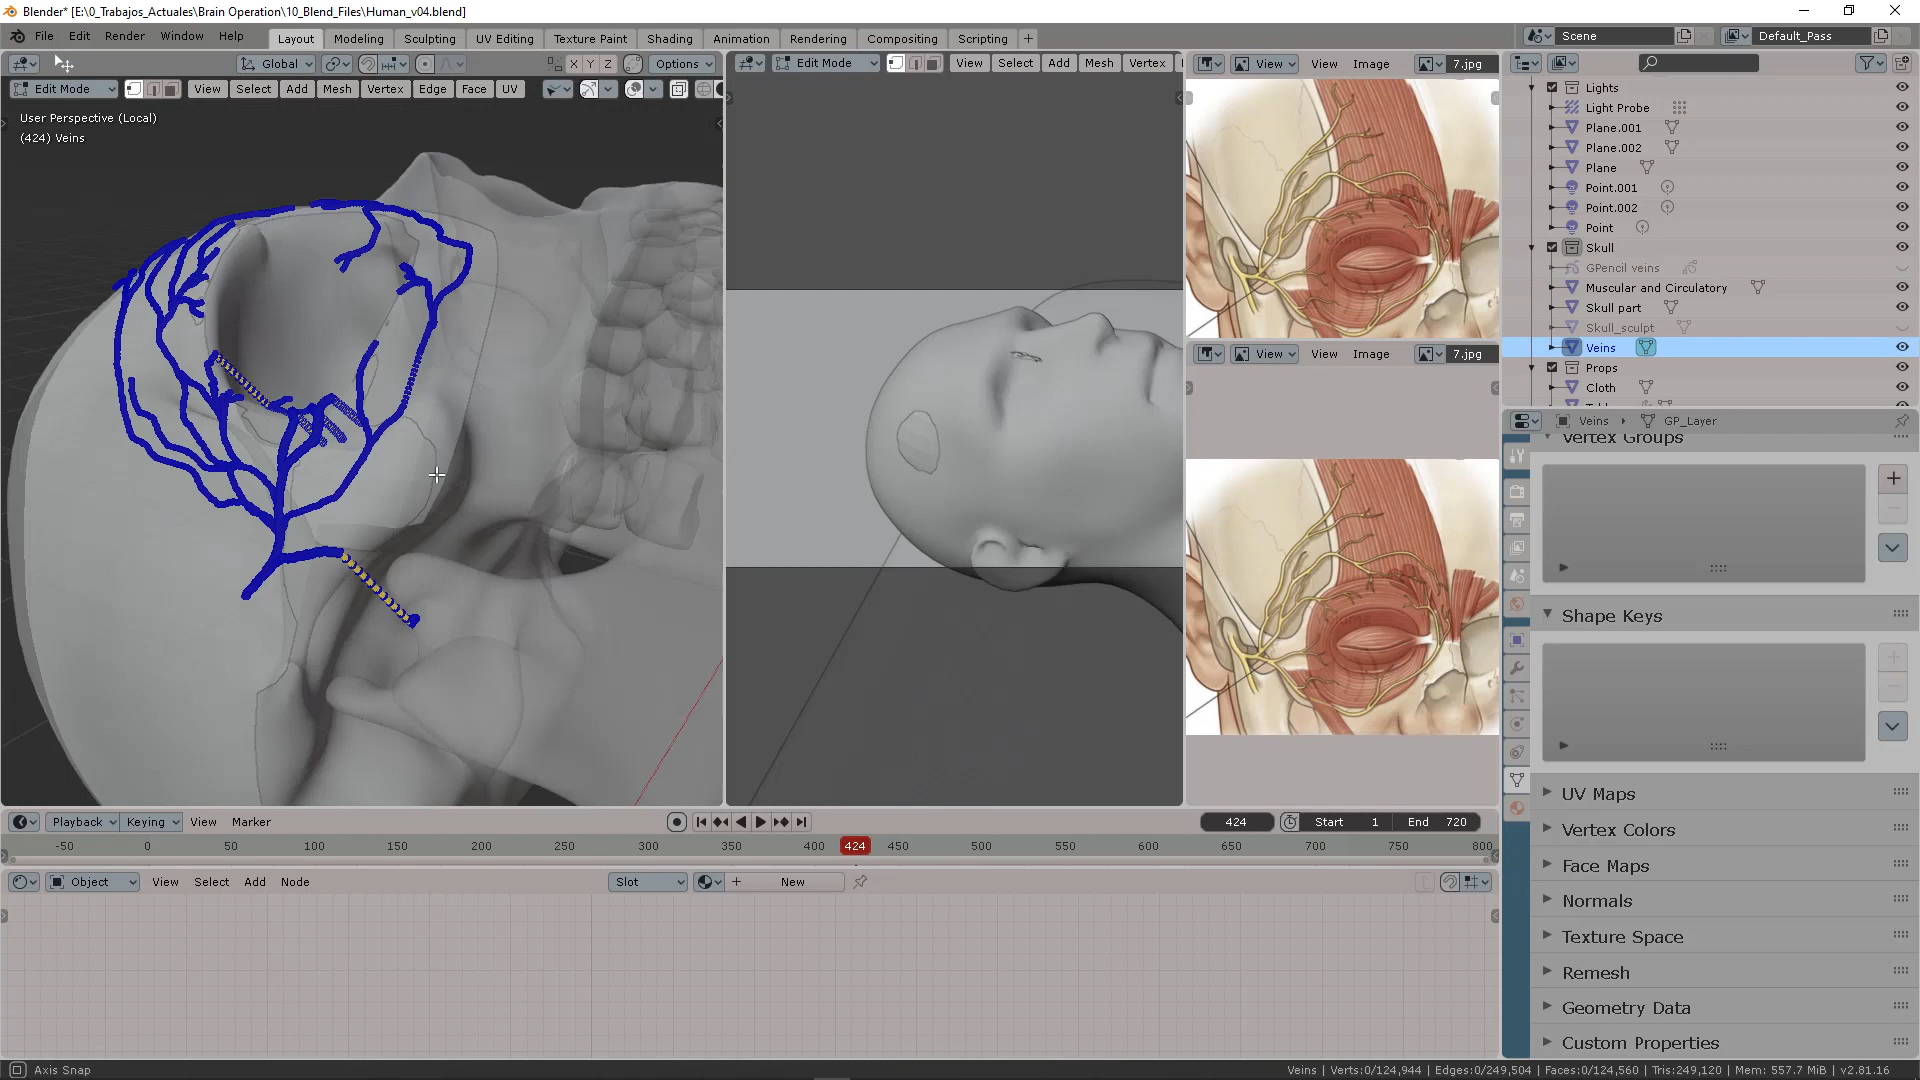 Blender* [E:\0_Trabajos_Actuales\Brain Operation\10_Blend_Files\Human_v04.blend]
File Edit Render Window Help Layout Modeling Sculpting UV Editing Texture Paint Shading Animation Rendering Compositing Scripting + Scene Default_Pass
Global X Y Z Options
Edit Mode View Select Add Mesh Vertex Edge Face UV
User Perspective (Local)
(424) Veins
Edit Mode View Select Add Mesh Vertex
View View Image 7.jpg
View View Image 7.jpg
Lights
Light Probe
Plane.001
Plane.002
Plane
Point.001
Point.002
Point
Skull
GPencil veins
Muscular and Circulatory
Skull part
Skull_sculpt
Veins
Props
Cloth
Veins GP_Layer
Vertex Groups
Shape Keys
UV Maps
Vertex Colors
Face Maps
Normals
Texture Space
Remesh
Geometry Data
Custom Properties
Playback Keying View Marker 424 Start 1 End 720
-50 0 50 100 150 200 250 300 350 400 424 450 500 550 600 650 700 750 800
Object View Select Add Node Slot New
Axis Snap
Veins | Verts:0/124,944 | Edges:0/249,504 | Faces:0/124,560 | Tris:249,120 | Mem: 557.7 MiB | v2.81.16